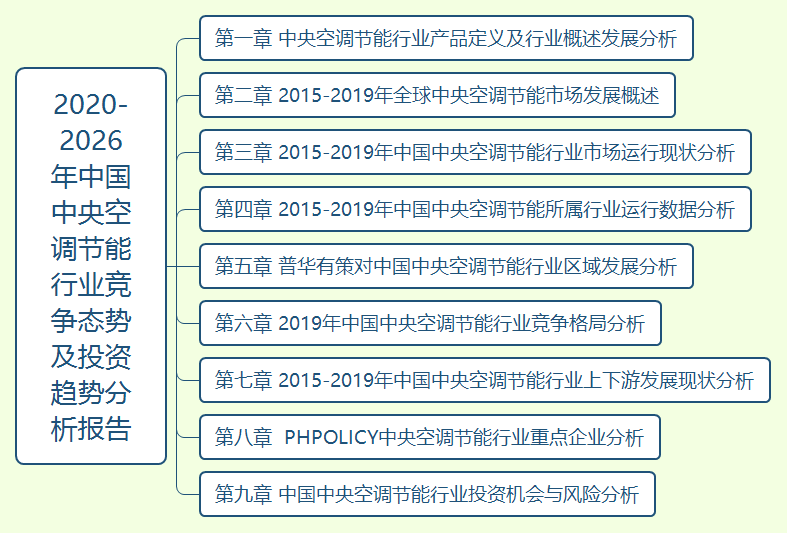 2020-
2026
年中国
中央空
调节能
行业竞
争态势
及投资
趋势分
析报告
第一章 中央空调节能行业产品定义及行业概述发展分析
第二章 2015-2019年全球中央空调节能市场发展概述
第三章 2015-2019年中国中央空调节能行业市场运行现状分析
第四章 2015-2019年中国中央空调节能所属行业运行数据分析
第五章 普华有策对中国中央空调节能行业区域发展分析
第六章 2019年中国中央空调节能行业竞争格局分析
第七章 2015-2019年中国中央空调节能行业上下游发展现状分析
第八章  PHPOLICY中央空调节能行业重点企业分析
第九章 中国中央空调节能行业投资机会与风险分析